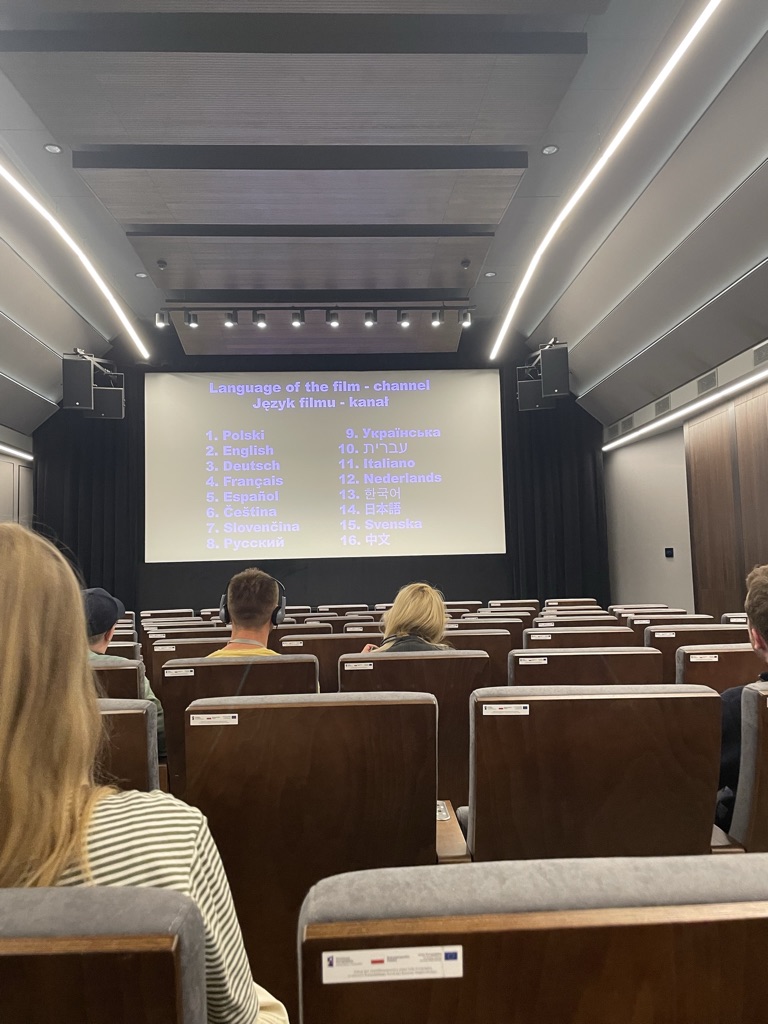 Language of the film - channel
Język filmu - kanał
1. Polski
2. English
3. Deutsch
4. Français
5. Español
6. Čeština
7. Slovenčina
8. Русский
9. Українська
10. עברית
11. Italiano
12. Nederlands
13. 한국어
14. 日本語
15. Svenska
16. 中文